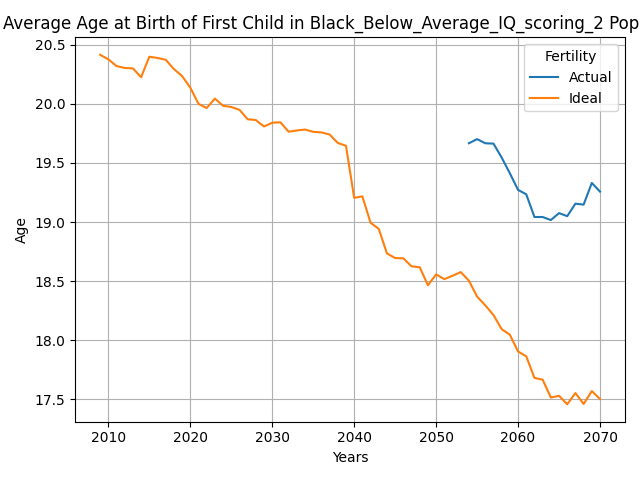 Average Age at Birth of First Child in Black_Below_Average_IQ_scoring_2 Pop
Fertility
Actual
Ideal
20.5
20.0
19.5
19.0
18.5
18.0
17.5
Age
2010 2020 2030 2040 2050 2060 2070
Years